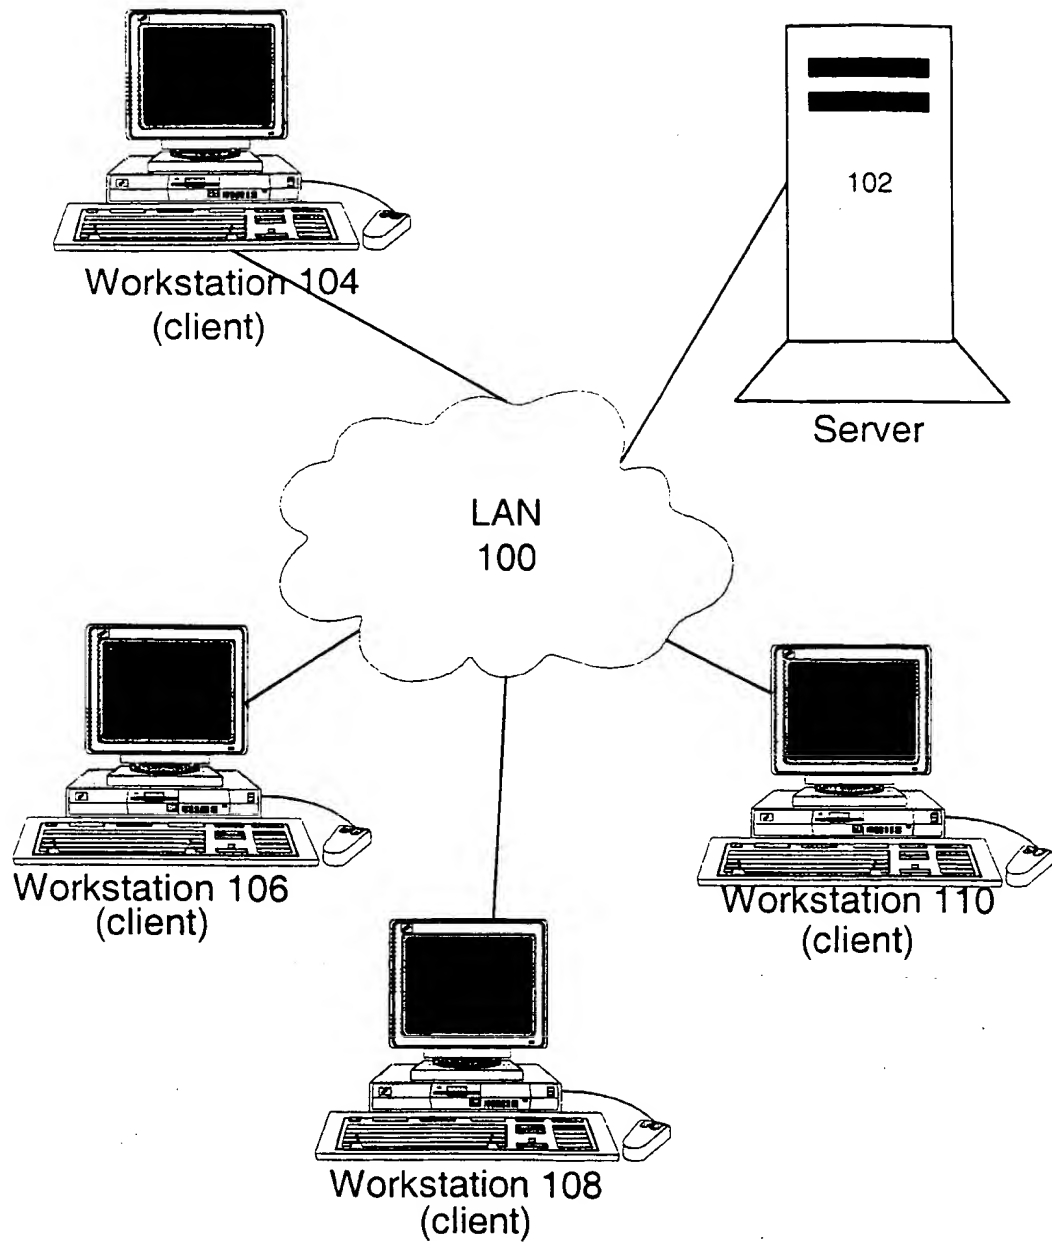 102
Workstation 104
(client)
Server
LAN
100
Workstation 106
(client)
Workstation 110
(client)
Workstation 108
(client)